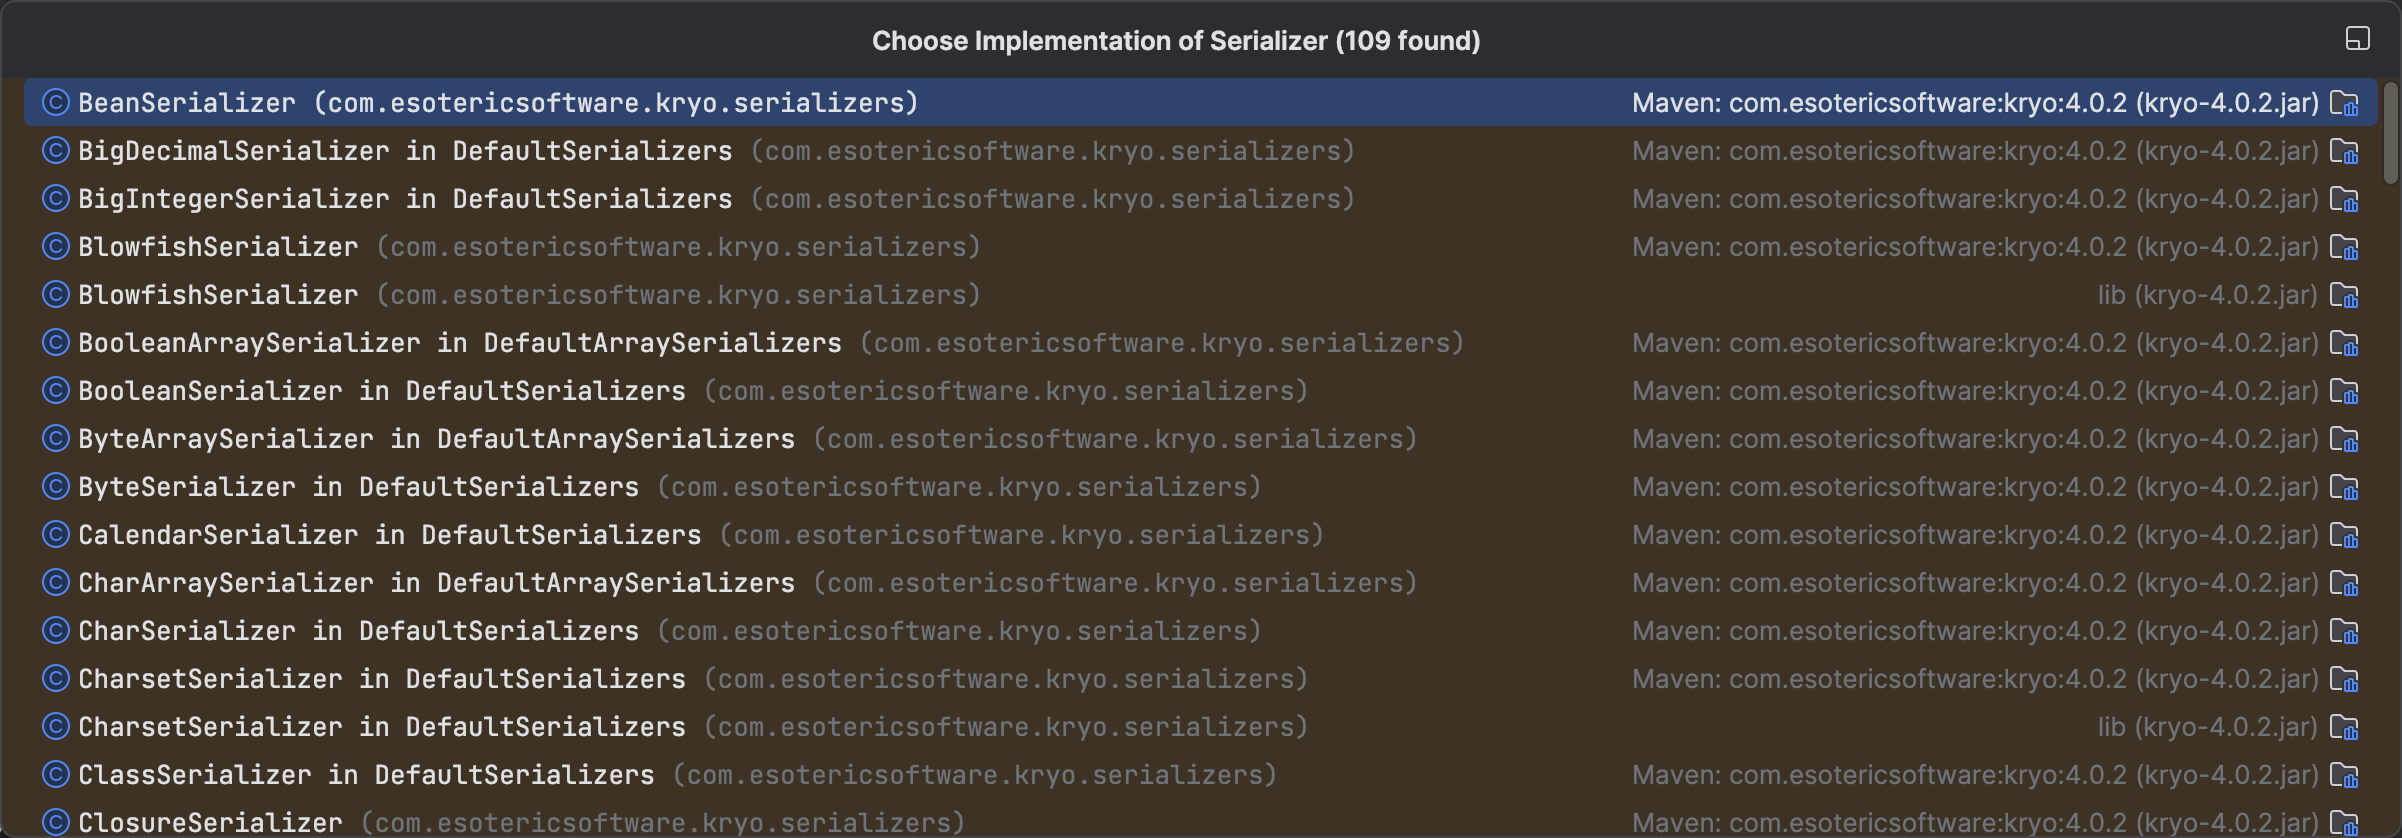 Choose Implementation of Serializer (109 found)
BeanSerializer (com.esotericsoftware.kryo.serializers) Maven: com.esotericsoftware:kryo:4.0.2 (kryo-4.0.2.jar)
BigDecimalSerializer in DefaultSerializers (com.esotericsoftware.kryo.serializers) Maven: com.esotericsoftware:kryo:4.0.2 (kryo-4.0.2.jar)
BigIntegerSerializer in DefaultSerializers (com.esotericsoftware.kryo.serializers) Maven: com.esotericsoftware:kryo:4.0.2 (kryo-4.0.2.jar)
BlowfishSerializer (com.esotericsoftware.kryo.serializers) Maven: com.esotericsoftware:kryo:4.0.2 (kryo-4.0.2.jar)
BlowfishSerializer (com.esotericsoftware.kryo.serializers) lib (kryo-4.0.2.jar)
BooleanArraySerializer in DefaultArraySerializers (com.esotericsoftware.kryo.serializers) Maven: com.esotericsoftware:kryo:4.0.2 (kryo-4.0.2.jar)
BooleanSerializer in DefaultSerializers (com.esotericsoftware.kryo.serializers) Maven: com.esotericsoftware:kryo:4.0.2 (kryo-4.0.2.jar)
ByteArraySerializer in DefaultArraySerializers (com.esotericsoftware.kryo.serializers) Maven: com.esotericsoftware:kryo:4.0.2 (kryo-4.0.2.jar)
ByteSerializer in DefaultSerializers (com.esotericsoftware.kryo.serializers) Maven: com.esotericsoftware:kryo:4.0.2 (kryo-4.0.2.jar)
CalendarSerializer in DefaultSerializers (com.esotericsoftware.kryo.serializers) Maven: com.esotericsoftware:kryo:4.0.2 (kryo-4.0.2.jar)
CharArraySerializer in DefaultArraySerializers (com.esotericsoftware.kryo.serializers) Maven: com.esotericsoftware:kryo:4.0.2 (kryo-4.0.2.jar)
CharSerializer in DefaultSerializers (com.esotericsoftware.kryo.serializers) Maven: com.esotericsoftware:kryo:4.0.2 (kryo-4.0.2.jar)
CharsetSerializer in DefaultSerializers (com.esotericsoftware.kryo.serializers) Maven: com.esotericsoftware:kryo:4.0.2 (kryo-4.0.2.jar)
CharsetSerializer in DefaultSerializers (com.esotericsoftware.kryo.serializers) lib (kryo-4.0.2.jar)
ClassSerializer in DefaultSerializers (com.esotericsoftware.kryo.serializers) Maven: com.esotericsoftware:kryo:4.0.2 (kryo-4.0.2.jar)
ClosureSerializer (com.esotericsoftware.kryo.serializers) Maven: com.esotericsoftware:kryo:4.0.2 (kryo-4.0.2.jar)